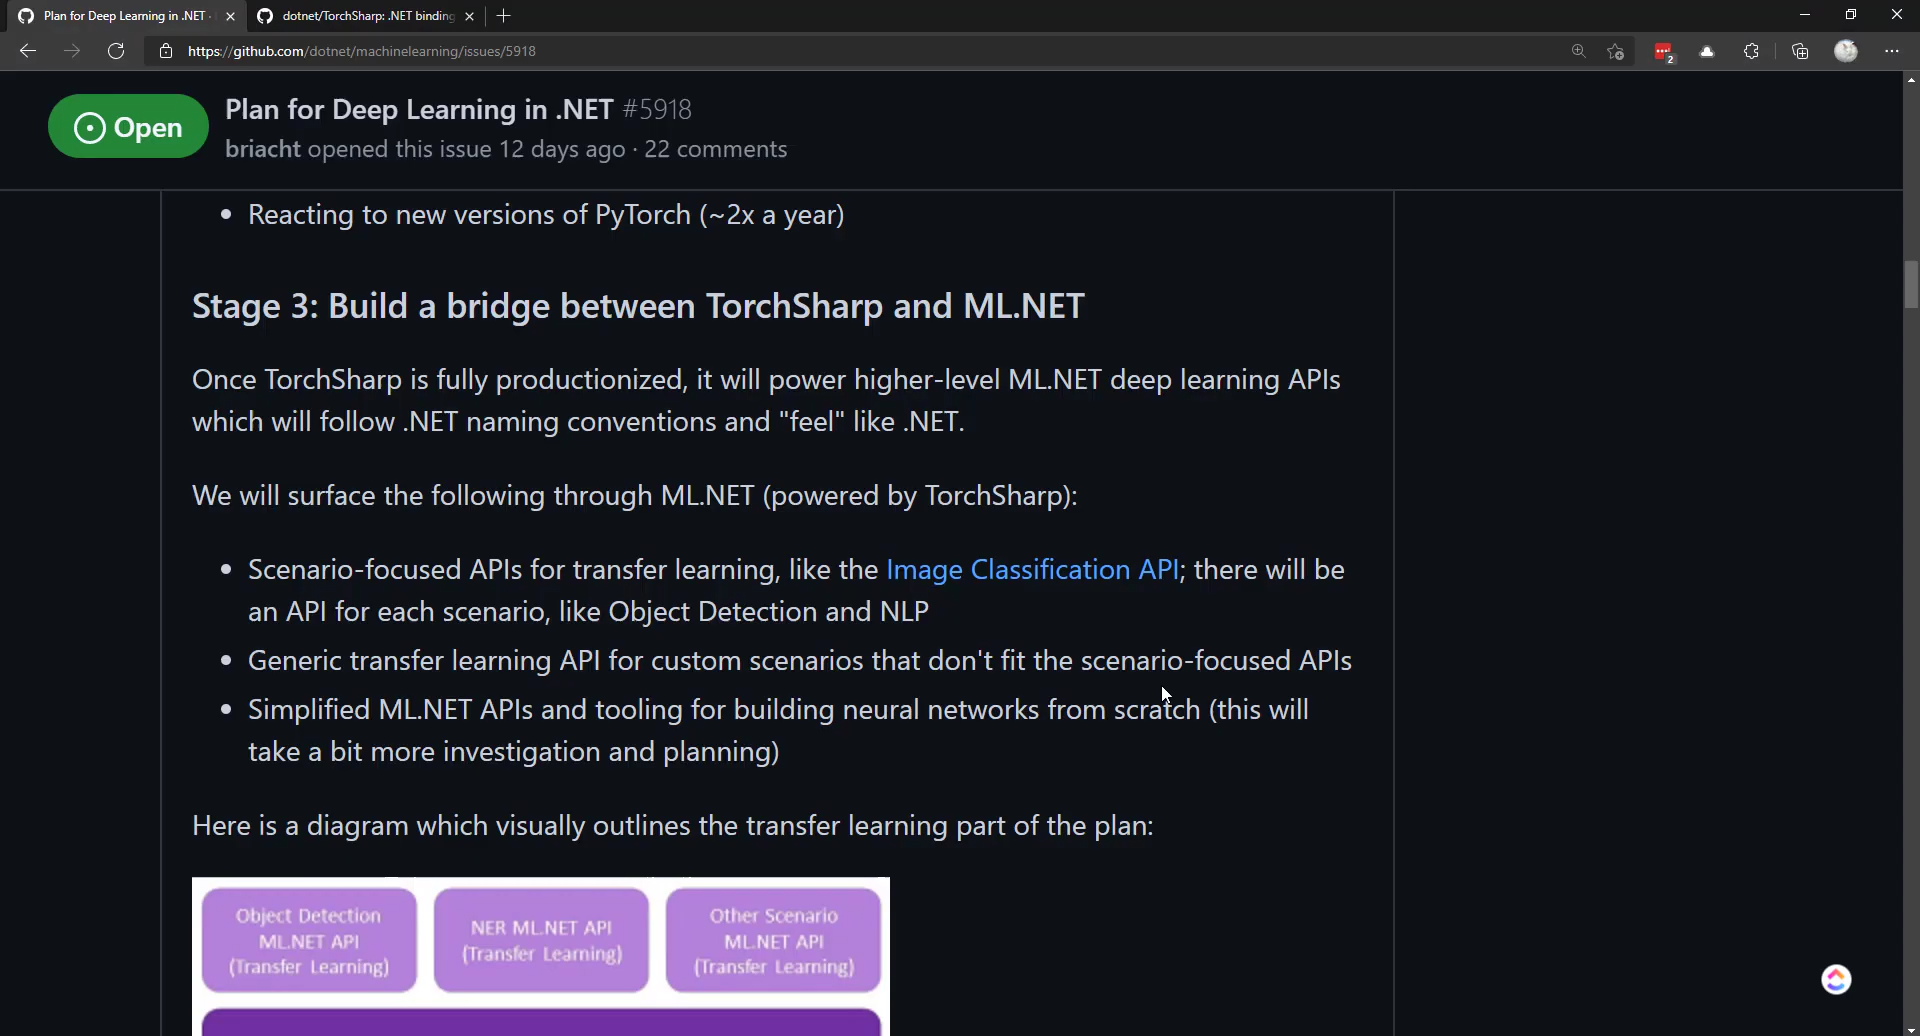 Plan for Deep Learning in .NET ·
dotnet/TorchSharp: .NET binding
https://github.com/dotnet/machinelearning/issues/5918
2
Open
Plan for Deep Learning in .NET #5918
briacht opened this issue 12 days ago · 22 comments
• Reacting to new versions of PyTorch (~2x a year)
Stage 3: Build a bridge between TorchSharp and ML.NET
Once TorchSharp is fully productionized, it will power higher-level ML.NET deep learning APIs
which will follow .NET naming conventions and "feel" like .NET.
We will surface the following through ML.NET (powered by TorchSharp):
• Scenario-focused APIs for transfer learning, like the Image Classification API; there will be
an API for each scenario, like Object Detection and NLP
• Generic transfer learning API for custom scenarios that don't fit the scenario-focused APIs
• Simplified ML.NET APIs and tooling for building neural networks from scratch (this will
take a bit more investigation and planning)
Here is a diagram which visually outlines the transfer learning part of the plan:
Object Detection
ML.NET API
(Transfer Learning)
NER ML.NET API
(Transfer Learning)
Other Scenario
ML.NET API
(Transfer Learning)